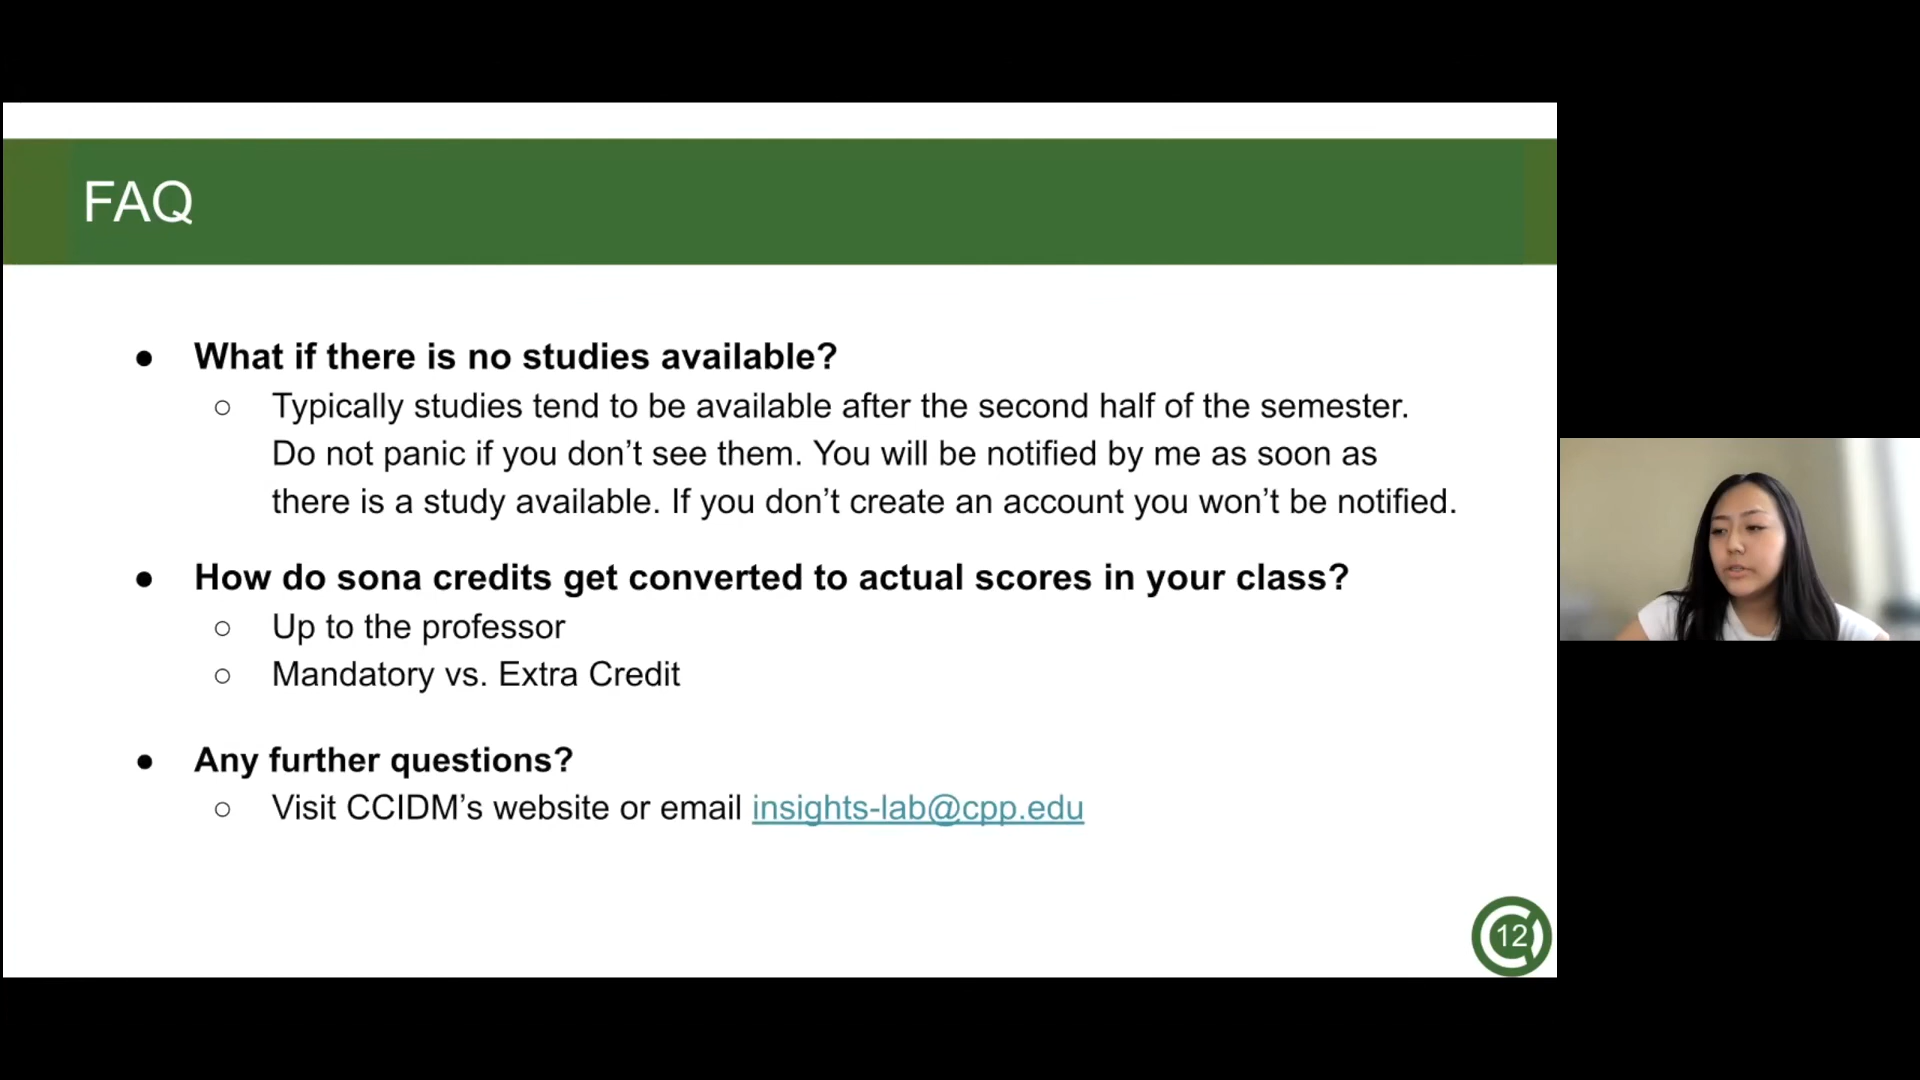 FAQ
● What if there is no studies available?
○ Typically studies tend to be available after the second half of the semester.
Do not panic if you don’t see them. You will be notified by me as soon as
there is a study available. If you don’t create an account you won’t be notified.
● How do sona credits get converted to actual scores in your class?
○ Up to the professor
○ Mandatory vs. Extra Credit
● Any further questions?
○ Visit CCIDM’s website or email insights-lab@cpp.edu
12